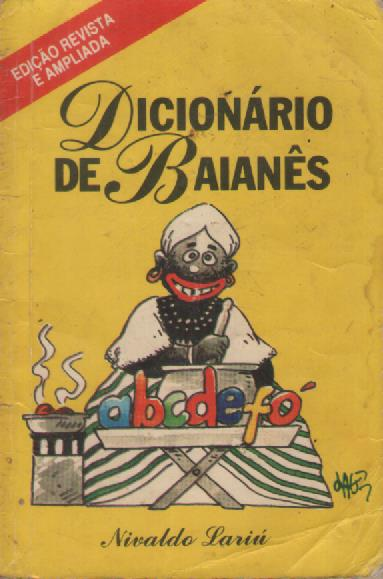 EDIÇÃO REVISTA
E AMPLIADA
DICIONÁRIO
DE BAIANÊS
abcdefó
Nivaldo Lariú